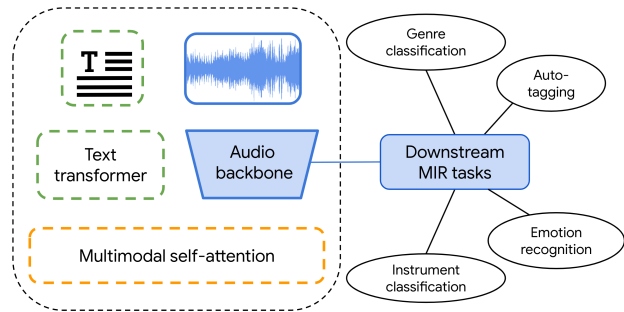 T
Text
transformer
Audio
backbone
Multimodal self-attention
Genre
classification
Auto-
tagging
Downstream
MIR tasks
Emotion
recognition
Instrument
classification